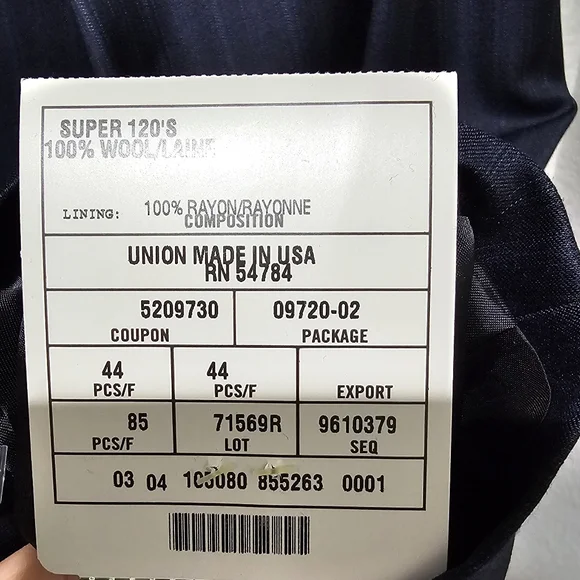 SUPER 120'S
100% WOOL/LAINE
LINING: 100% RAYON/RAYONNE
COMPOSITION
UNION MADE IN USA
RN 54784
5209730 09720-02
COUPON PACKAGE
44 44
PCS/F PCS/F EXPORT
85 71569R 9610379
PCS/F LOT SEQ
03 04 855263 0001